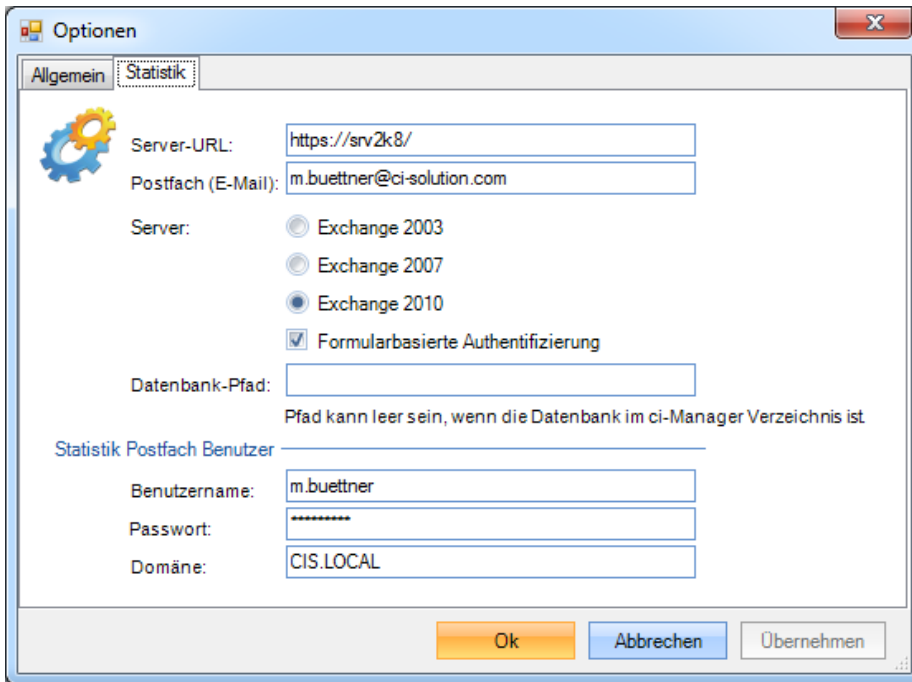 Optionen
Allgemein Statistik
Server-URL: https://srv2k8/
Postfach (E-Mail): m.buettner@ci-solution.com
Server: Exchange 2003
Exchange 2007
Exchange 2010
Formularbasierte Authentifizierung
Datenbank-Pfad:
Pfad kann leer sein, wenn die Datenbank im ci-Manager Verzeichnis ist.
Statistik Postfach Benutzer
Benutzername: m.buettner
Passwort: *********
Domäne: CIS.LOCAL
Ok Abbrechen Übernehmen